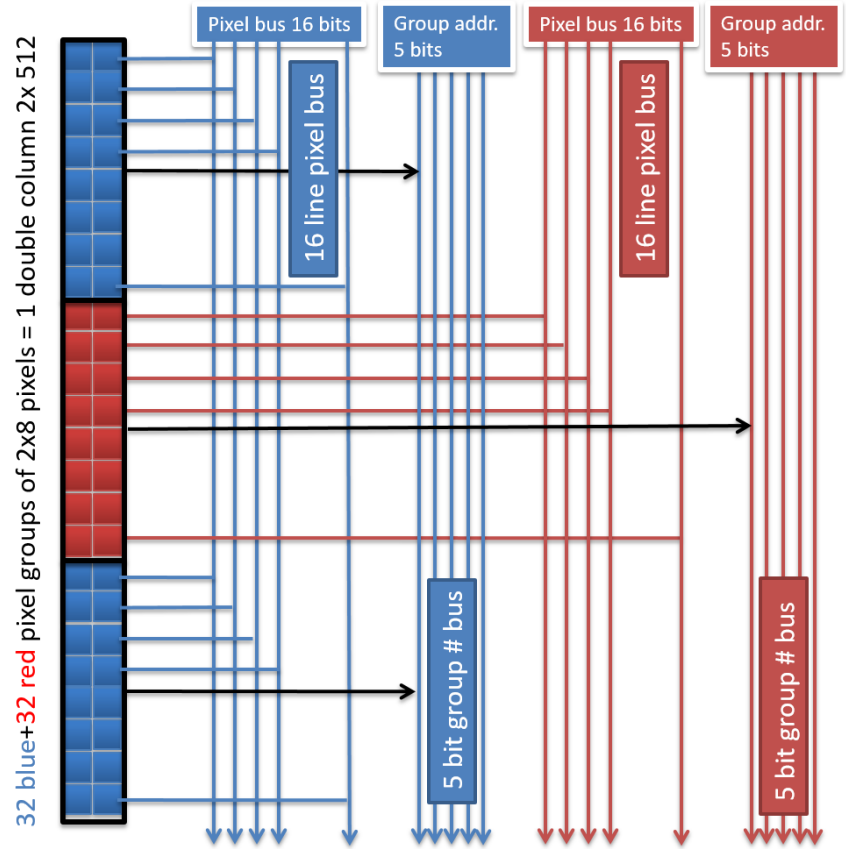 Pixel bus 16 bits
Group addr.
5 bits
Pixel bus 16 bits
Group addr.
5 bits
32 blue+32 red pixel groups of 2x8 pixels = 1 double column 2x 512
16 line pixel bus
16 line pixel bus
5 bit group # bus
5 bit group # bus